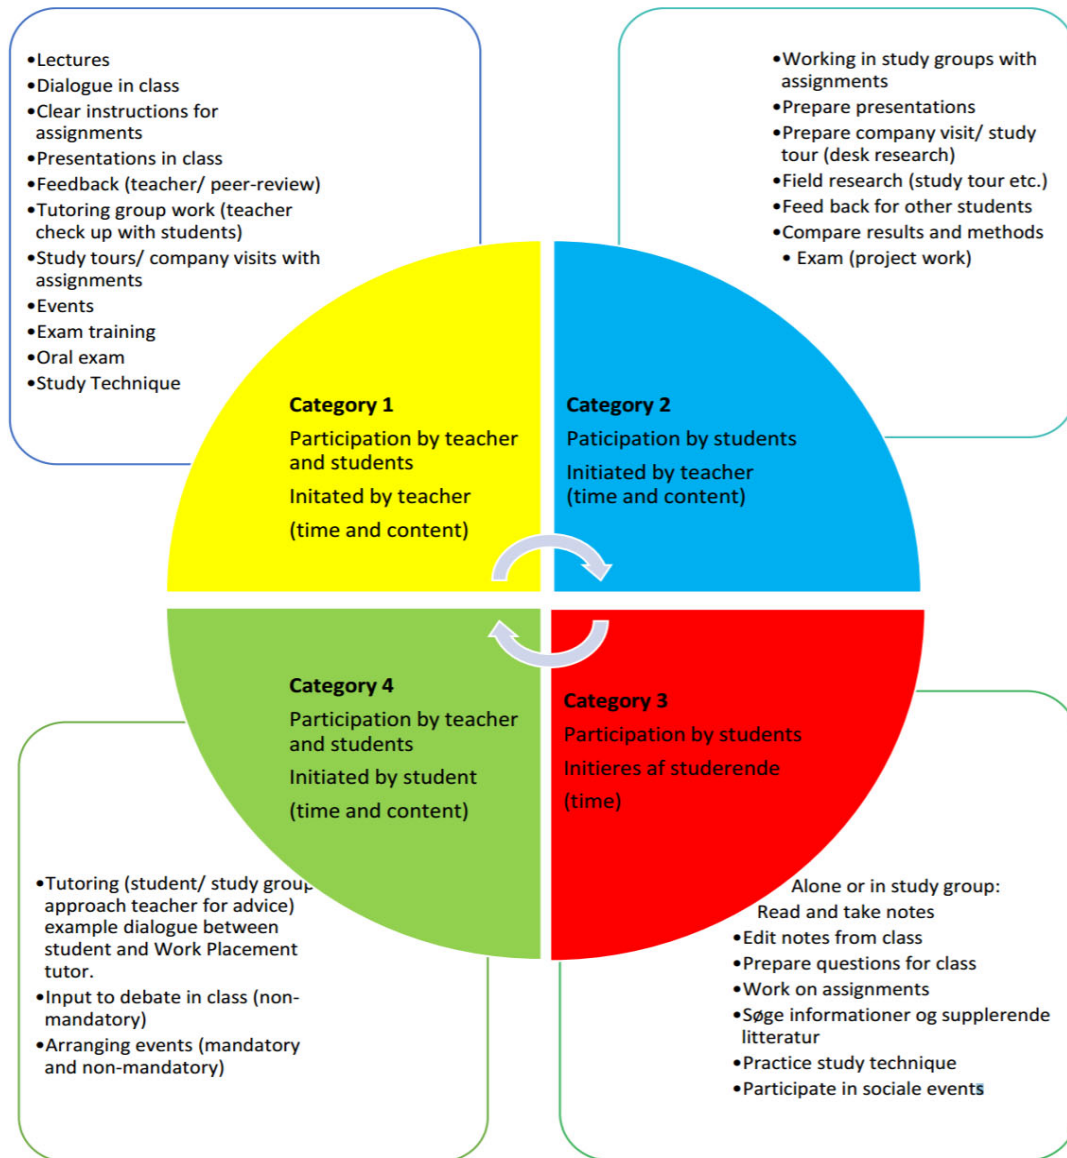 •Lectures
•Dialogue in class
•Clear instructions for
assignments
•Presentations in class
•Feedback (teacher/ peer-review)
•Tutoring group work (teacher
check up with students)
•Study tours/ company visits with
assignments
•Events
•Exam training
•Oral exam
•Study Technique
•Working in study groups with
assignments
•Prepare presentations
•Prepare company visit/ study
tour (desk research)
•Field research (study tour etc.)
•Feed back for other students
•Compare results and methods
• Exam (project work)
Category 1
Participation by teacher
and students
Initated by teacher
(time and content)
Category 2
Paticipation by students
Initiated by teacher
(time and content)
Category 4
Participation by teacher
and students
Initiated by student
(time and content)
Category 3
Participation by students
Initieres af studerende
(time)
•Tutoring (student/ study group
approach teacher for advice)
example dialogue between
student and Work Placement
tutor.
•Input to debate in class (non-
mandatory)
•Arranging events (mandatory
and non-mandatory)
Alone or in study group:
Read and take notes
•Edit notes from class
•Prepare questions for class
•Work on assignments
•Søge informationer og supplerende
litteratur
•Practice study technique
•Participate in sociale events